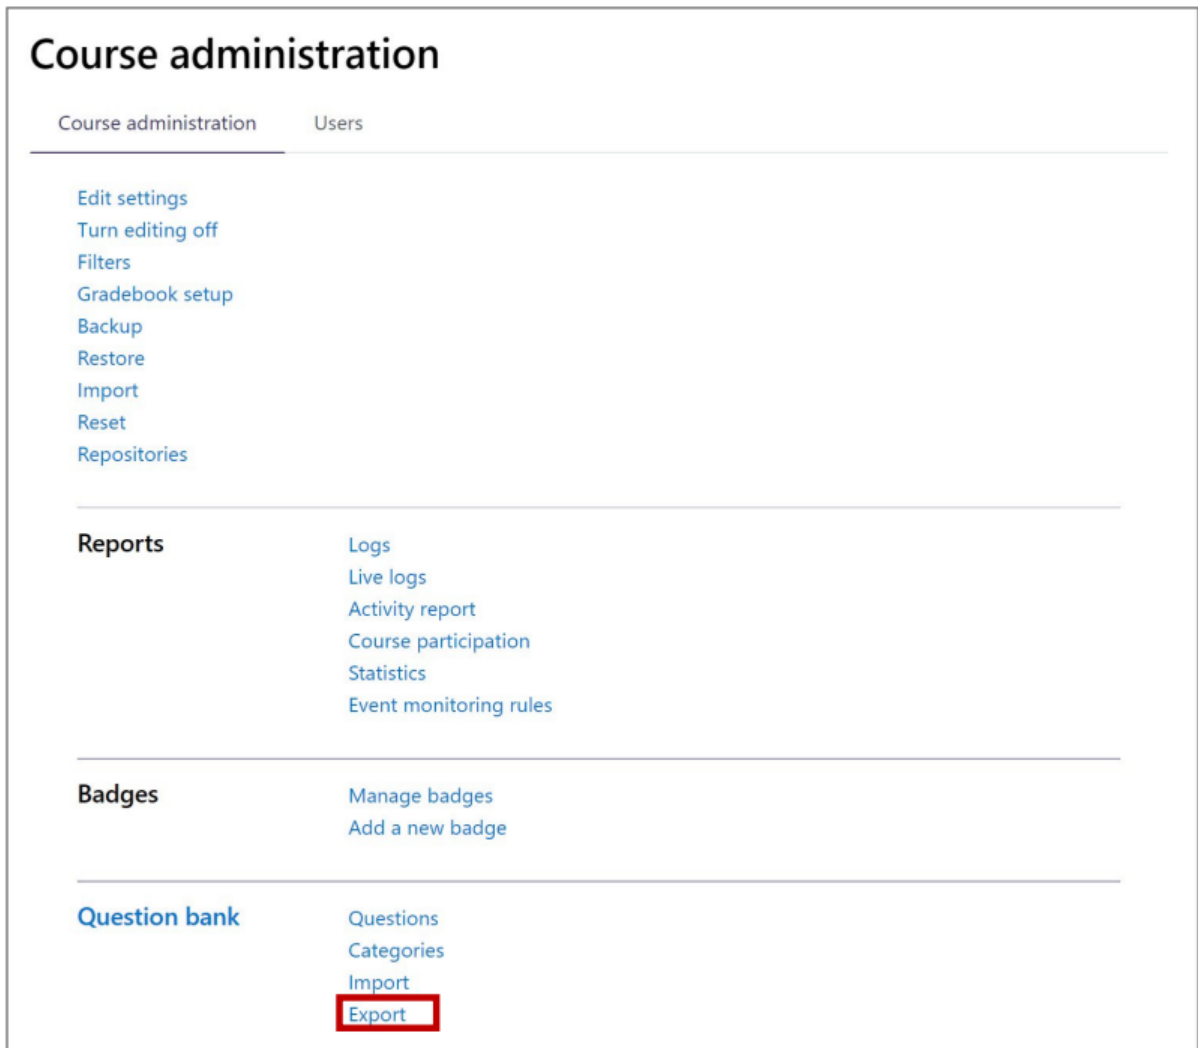 Course administration
Course administration Users
Edit settings
Turn editing off
Filters
Gradebook setup
Backup
Restore
Import
Reset
Repositories
Reports Logs
Live logs
Activity report
Course participation
Statistics
Event monitoring rules
Badges Manage badges
Add a new badge
Question bank Questions
Categories
Import
Export